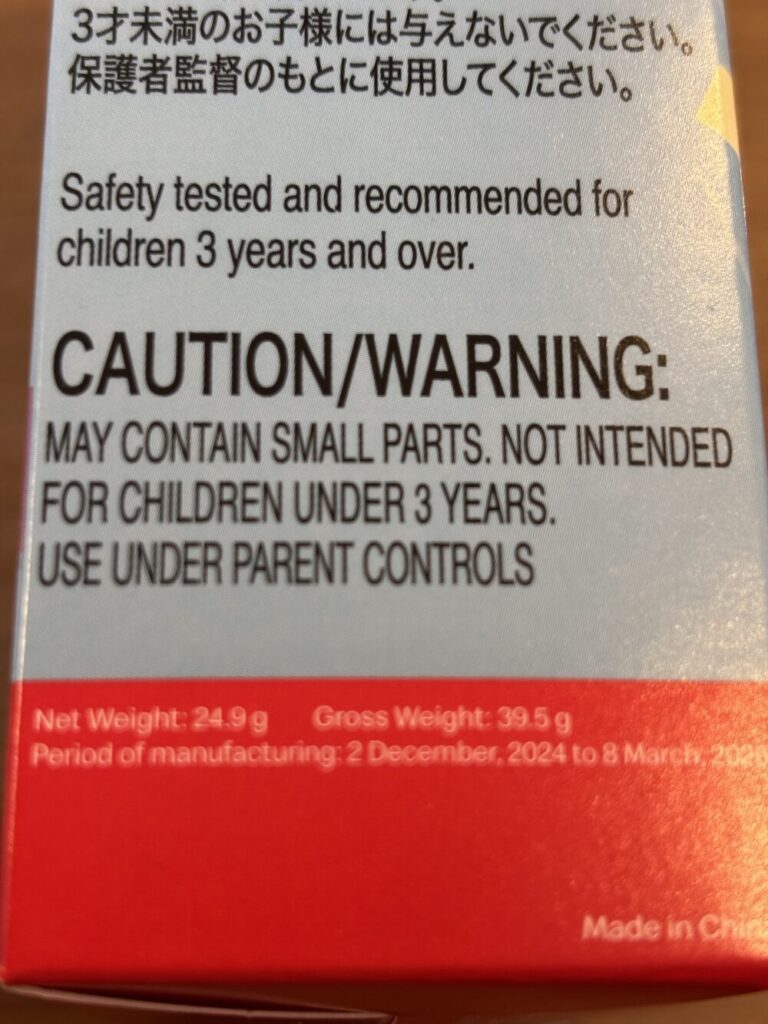 3才未満のお子様には与えないでください。
保護者監督のもとに使用してください。
Safety tested and recommended for
children 3 years and over.
CAUTION/WARNING:
MAY CONTAIN SMALL PARTS. NOT INTENDED
FOR CHILDREN UNDER 3 YEARS.
USE UNDER PARENT CONTROLS
Net Weight: 24.9 g Gross Weight: 39.5 g
Period of manufacturing: 2 December, 2024 to 8 March,
Made in